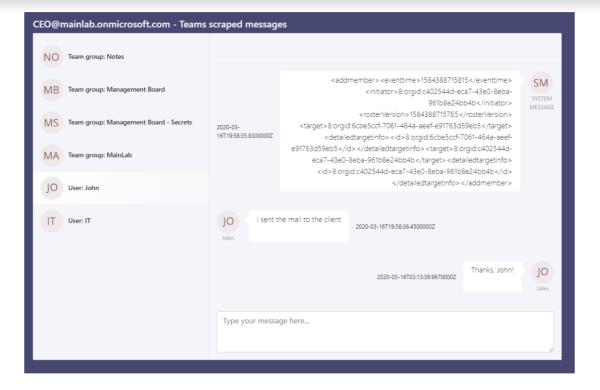 CEO@mainlab.onmicrosoft.com - Teams scraped messages
NO Team group: Notes
MB Team group: Management Board
MS Team group: Management Board - Secrets
MA Team group: MainLab
JO User: John
IT User: IT
2020-03-
16T19:58:35.8300000Z
<addmember> <eventtime>1584388715815</eventtime>
<initiator>8:orgid:c402544d-eca7-43e0-8eba-
961b8e24bb4b</initiator>
<rosterVersion>1584388715765</rosterVersion>
<target>8:orgid:6cbe5ccf-7061-464a-aeef-e91763d59eb5</target>
<detailedtargetinfo> <id>8:orgid:6cbe5ccf-7061-464a-aeef-
e91763d59eb5</id> </detailedtargetinfo> <target>8:orgid:c402544d-
eca7-43e0-8eba-961b8e24bb4b</target> <detailedtargetinfo>
<id>8:orgid:c402544d-eca7-43e0-8eba-961b8e24bb4b</id>
</detailedtargetinfo> </addmember>
SM
SYSTEM
MESSAGE
JO
John
I sent the mail to the client
2020-03-16T19:58:36.4500000Z
2020-03-16T03:13:39.9670000Z
Thanks, John!
JO
John
Type your message here...